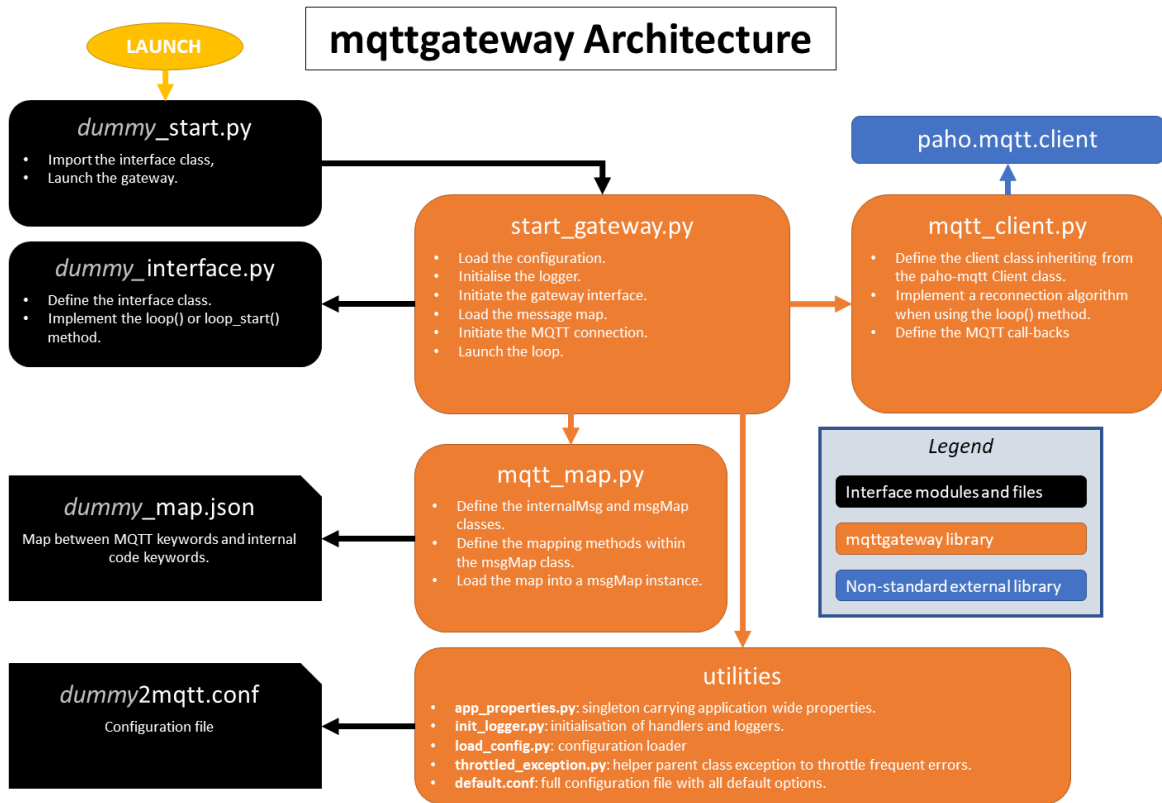 mqttgateway Architecture
LAUNCH
dummy_start.py
• Import the interface class,
• Launch the gateway.
paho.mqtt.client
start_gateway.py
• Load the configuration.
• Initialise the logger.
• Initiate the gateway interface.
• Load the message map.
• Initiate the MQTT connection.
• Launch the loop.
mqtt_client.py
• Define the client class inheriting from
the paho-mqtt Client class.
• Implement a reconnection algorithm
when using the loop() method.
• Define the MQTT call-backs
dummy_interface.py
• Define the interface class.
• Implement the loop() or loop_start()
method.
mqtt_map.py
• Define the internalMsg and msgMap
classes.
• Define the mapping methods within
the msgMap class.
• Load the map into a msgMap instance.
Legend
Interface modules and files
mqttgateway library
Non-standard external library
dummy_map.json
Map between MQTT keywords and internal
code keywords.
dummy2mqtt.conf
Configuration file
utilities
• app_properties.py: singleton carrying application wide properties.
• init_logger.py: initialisation of handlers and loggers.
• load_config.py: configuration loader
• throttled_exception.py: helper parent class exception to throttle frequent errors.
• default.conf: full configuration file with all default options.